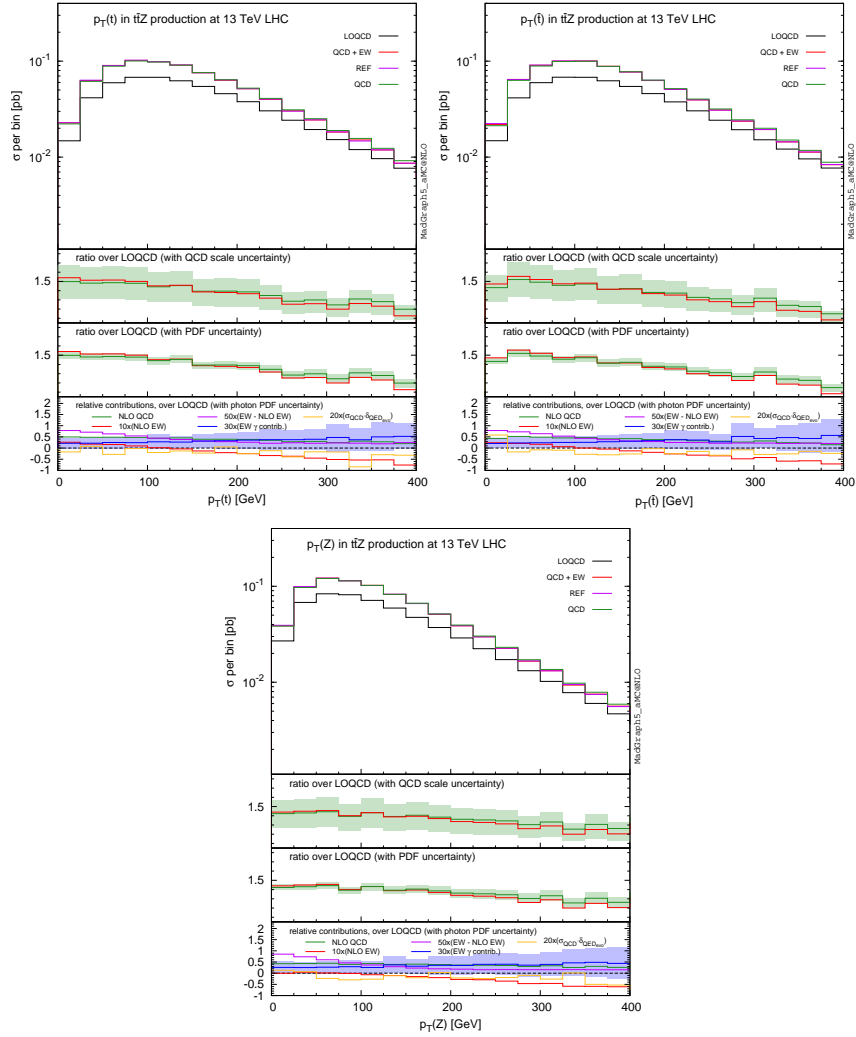 p_T(t) in tt̄Z production at 13 TeV LHC
LOQCD
QCD + EW
REF
QCD
10^-1
10^-2
σ per bin [pb]
MadGraph5_aMC@NLO
ratio over LOQCD (with QCD scale uncertainty)
1.5
ratio over LOQCD (with PDF uncertainty)
1.5
relative contributions, over LOQCD (with photon PDF uncertainty)
NLO QCD
50x(EW - NLO EW)
20x(σ_QCD·δ_QED_evo)
10x(NLO EW)
30x(EW γ contrib.)
2
1.5
1
0.5
0
-0.5
-1
0 100 200 300 400
p_T(t) [GeV]
p_T(t̄) in tt̄Z production at 13 TeV LHC
LOQCD
QCD + EW
REF
QCD
10^-1
10^-2
σ per bin [pb]
MadGraph5_aMC@NLO
ratio over LOQCD (with QCD scale uncertainty)
1.5
ratio over LOQCD (with PDF uncertainty)
1.5
relative contributions, over LOQCD (with photon PDF uncertainty)
NLO QCD
50x(EW - NLO EW)
20x(σ_QCD·δ_QED_evo)
10x(NLO EW)
30x(EW γ contrib.)
2
1.5
1
0.5
0
-0.5
-1
0 100 200 300 400
p_T(t̄) [GeV]
p_T(Z) in tt̄Z production at 13 TeV LHC
LOQCD
QCD + EW
REF
QCD
10^-1
10^-2
σ per bin [pb]
MadGraph5_aMC@NLO
ratio over LOQCD (with QCD scale uncertainty)
1.5
ratio over LOQCD (with PDF uncertainty)
1.5
relative contributions, over LOQCD (with photon PDF uncertainty)
NLO QCD
50x(EW - NLO EW)
20x(σ_QCD·δ_QED_evo)
10x(NLO EW)
30x(EW γ contrib.)
2
1.5
1
0.5
0
-0.5
-1
0 100 200 300 400
p_T(Z) [GeV]